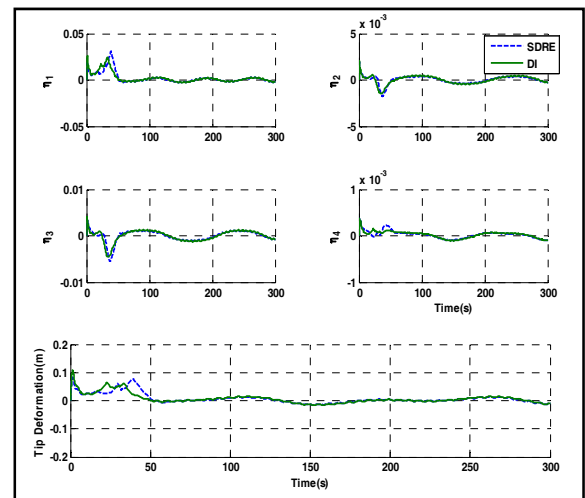 0.05
0
-0.05
0 100 200 300
η1
x 10-3
5
0
-5
0 100 200 300
η2
SDRE
DI
0.01
0
-0.01
0 100 200 300
η3
x 10-3
1
0
-1
0 100 200 300
η4
Time(s)
0.2
0.1
0
-0.1
-0.2
0 50 100 150 200 250 300
Tip Deformation(m)
Time(s)